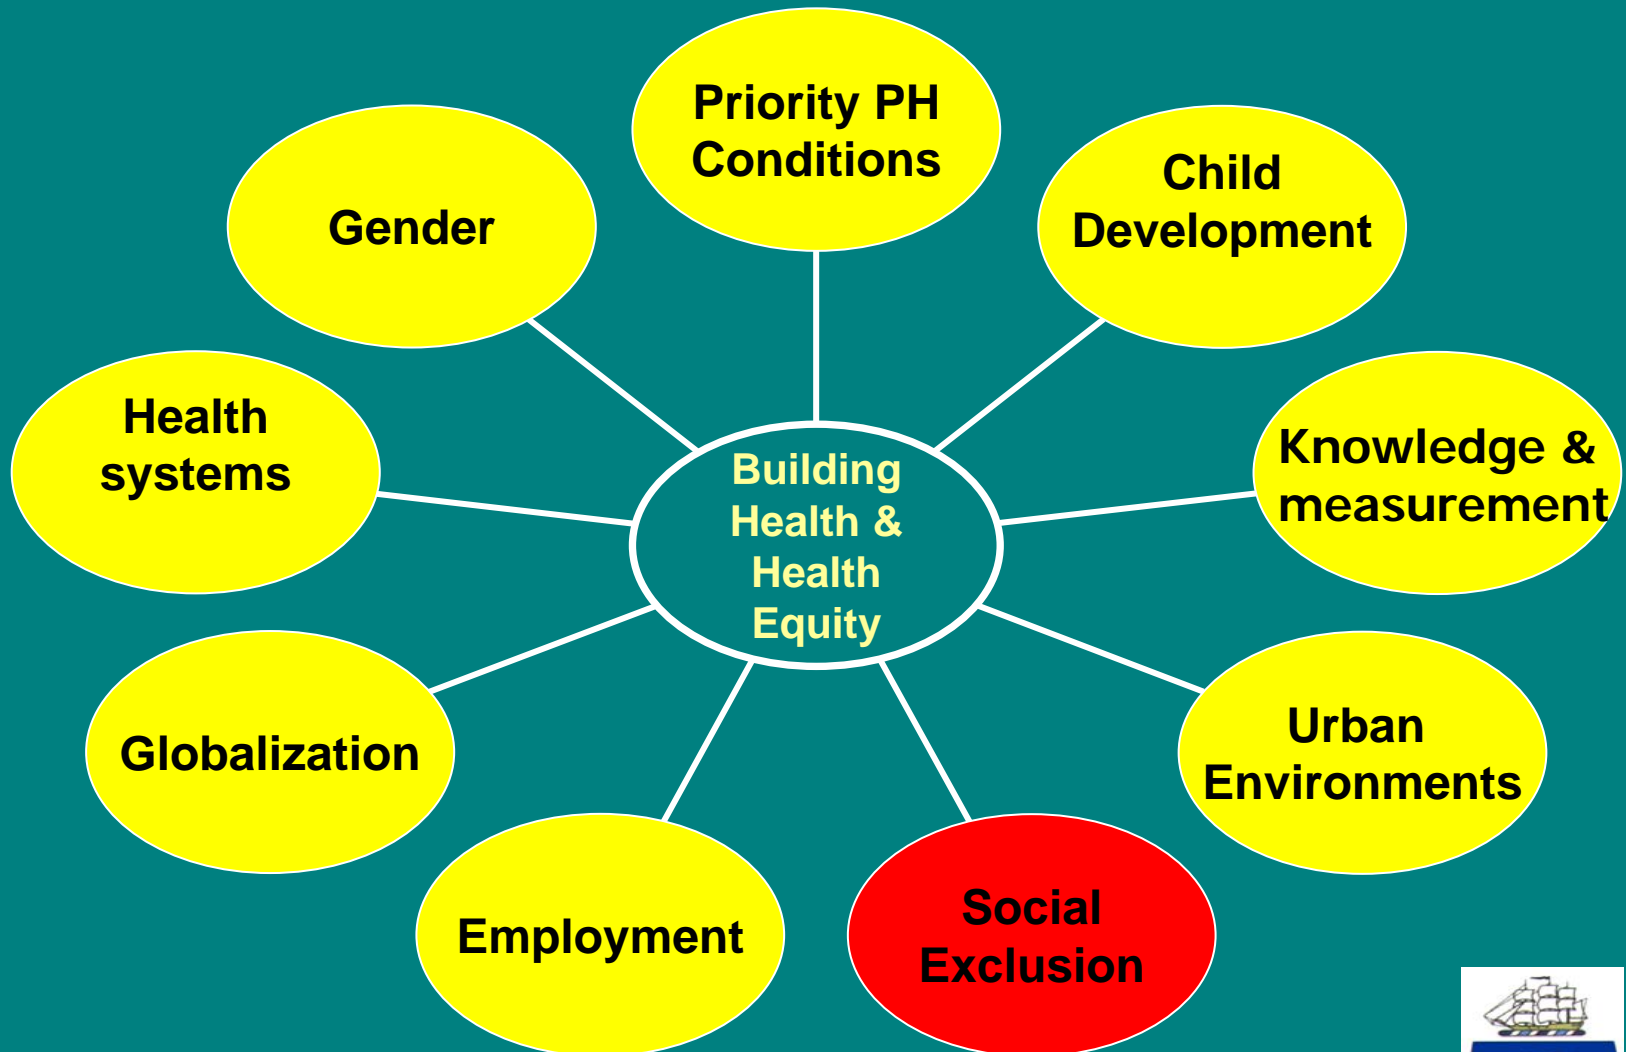 Priority PH
Conditions
Child
Development
Gender
Health
systems
Knowledge &
measurement
Building
Health &
Health
Equity
Globalization
Urban
Environments
Employment
Social
Exclusion